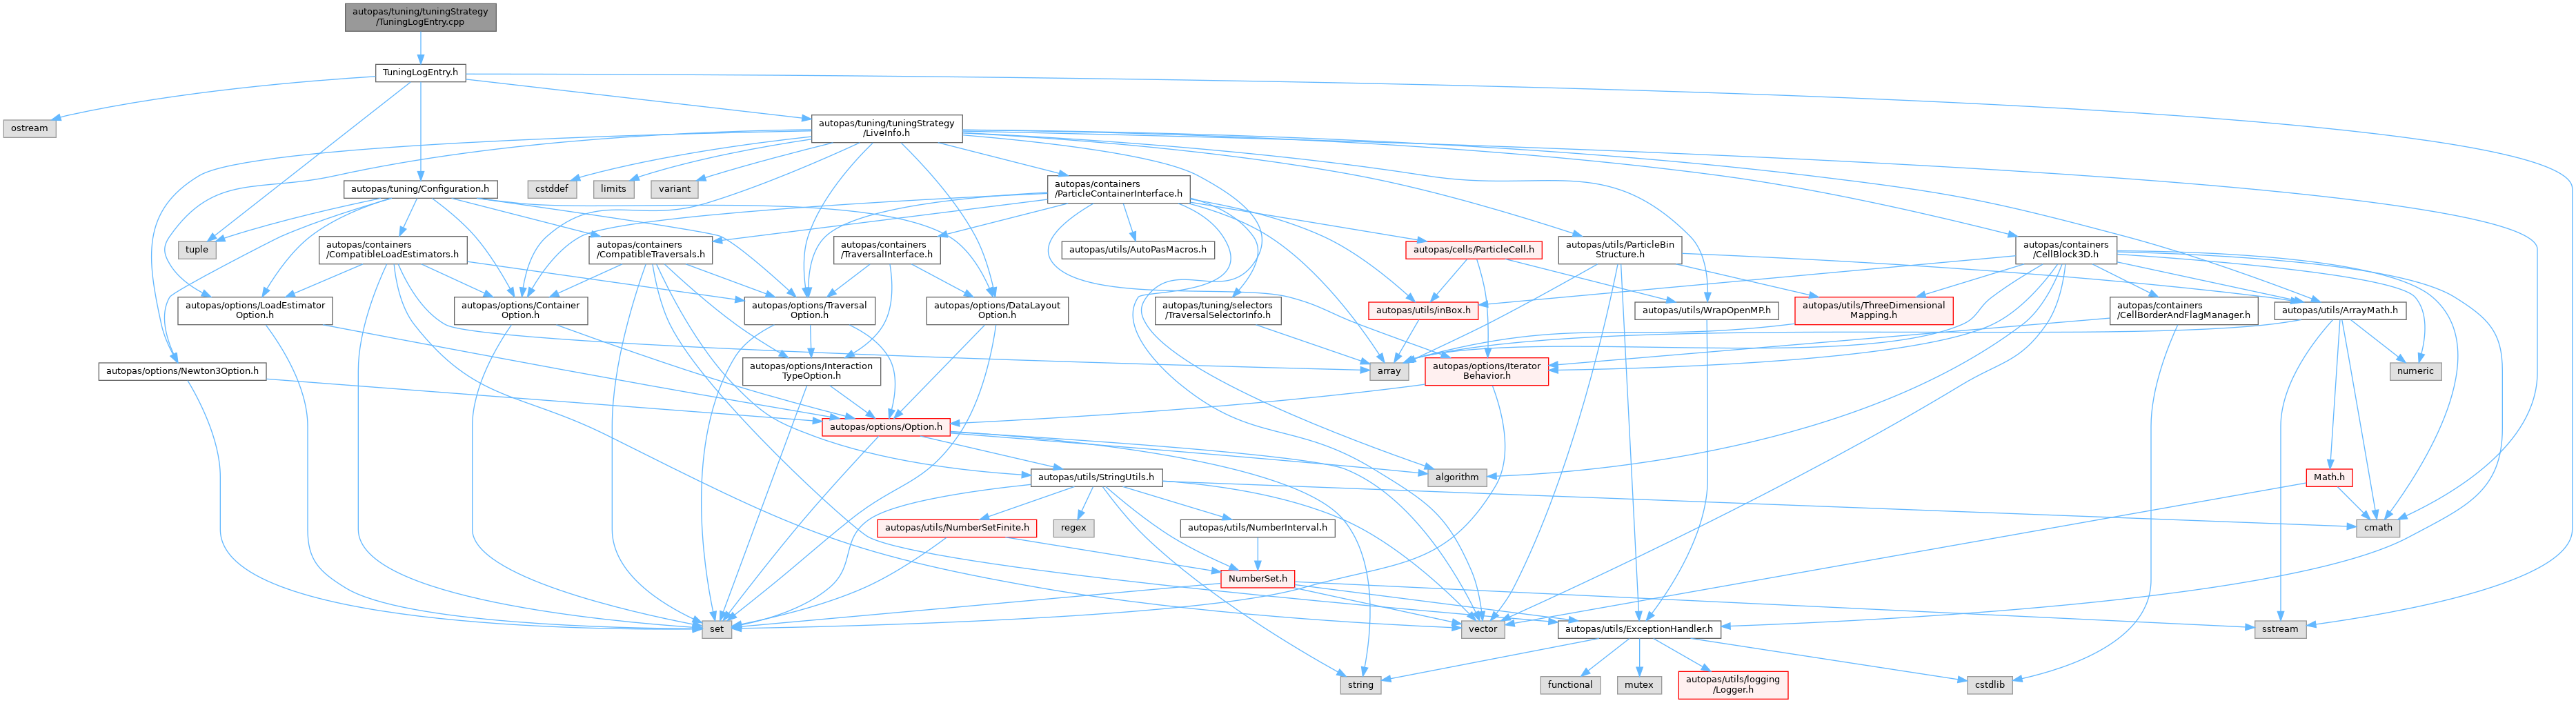 autopas/tuning/tuningStrategy
/TuningLogEntry.cpp
TuningLogEntry.h
ostream
autopas/tuning/tuningStrategy
/LiveInfo.h
autopas/tuning/Configuration.h
cstddef
limits
variant
autopas/containers
/ParticleContainerInterface.h
tuple
autopas/containers
/CompatibleLoadEstimators.h
autopas/containers
/CompatibleTraversals.h
autopas/containers
/TraversalInterface.h
autopas/utils/AutoPasMacros.h
autopas/cells/ParticleCell.h
autopas/utils/ParticleBin
Structure.h
autopas/containers
/CellBlock3D.h
autopas/options/LoadEstimator
Option.h
autopas/options/Container
Option.h
autopas/options/Traversal
Option.h
autopas/options/DataLayout
Option.h
autopas/tuning/selectors
/TraversalSelectorInfo.h
autopas/utils/inBox.h
autopas/utils/WrapOpenMP.h
autopas/utils/ThreeDimensional
Mapping.h
autopas/containers
/CellBorderAndFlagManager.h
autopas/utils/ArrayMath.h
autopas/options/Newton3Option.h
autopas/options/Interaction
TypeOption.h
array
autopas/options/Iterator
Behavior.h
numeric
autopas/options/Option.h
autopas/utils/StringUtils.h
algorithm
Math.h
autopas/utils/NumberSetFinite.h
regex
autopas/utils/NumberInterval.h
cmath
NumberSet.h
set
vector
autopas/utils/ExceptionHandler.h
sstream
string
functional
mutex
autopas/utils/logging
/Logger.h
cstdlib